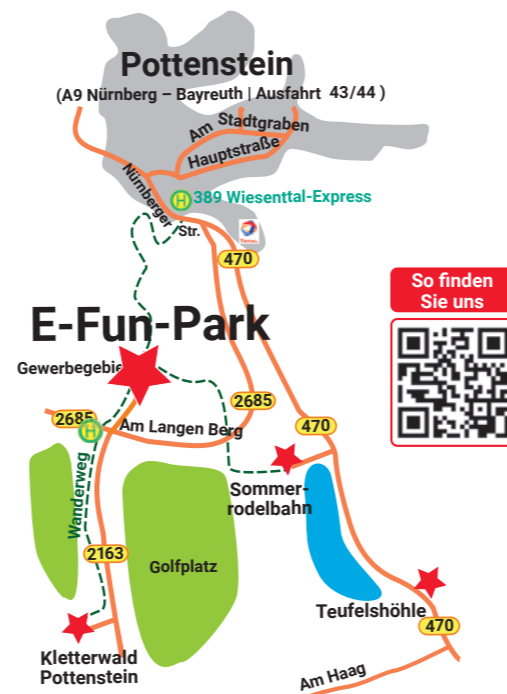 Pottenstein
(A9 Nürnberg – Bayreuth | Ausfahrt 43/44 )
Am Stadtgraben
Hauptstraße
Nürnberger Str.
H 389 Wiesenttal-Express
470
So finden
Sie uns
E-Fun-Park
Gewerbegebie
2685
H
Am Langen Berg
2685
470
Wanderweg
Sommer-
rodelbahn
2163
Golfplatz
Teufelshöhle
470
Kletterwald
Pottenstein
Am Haag